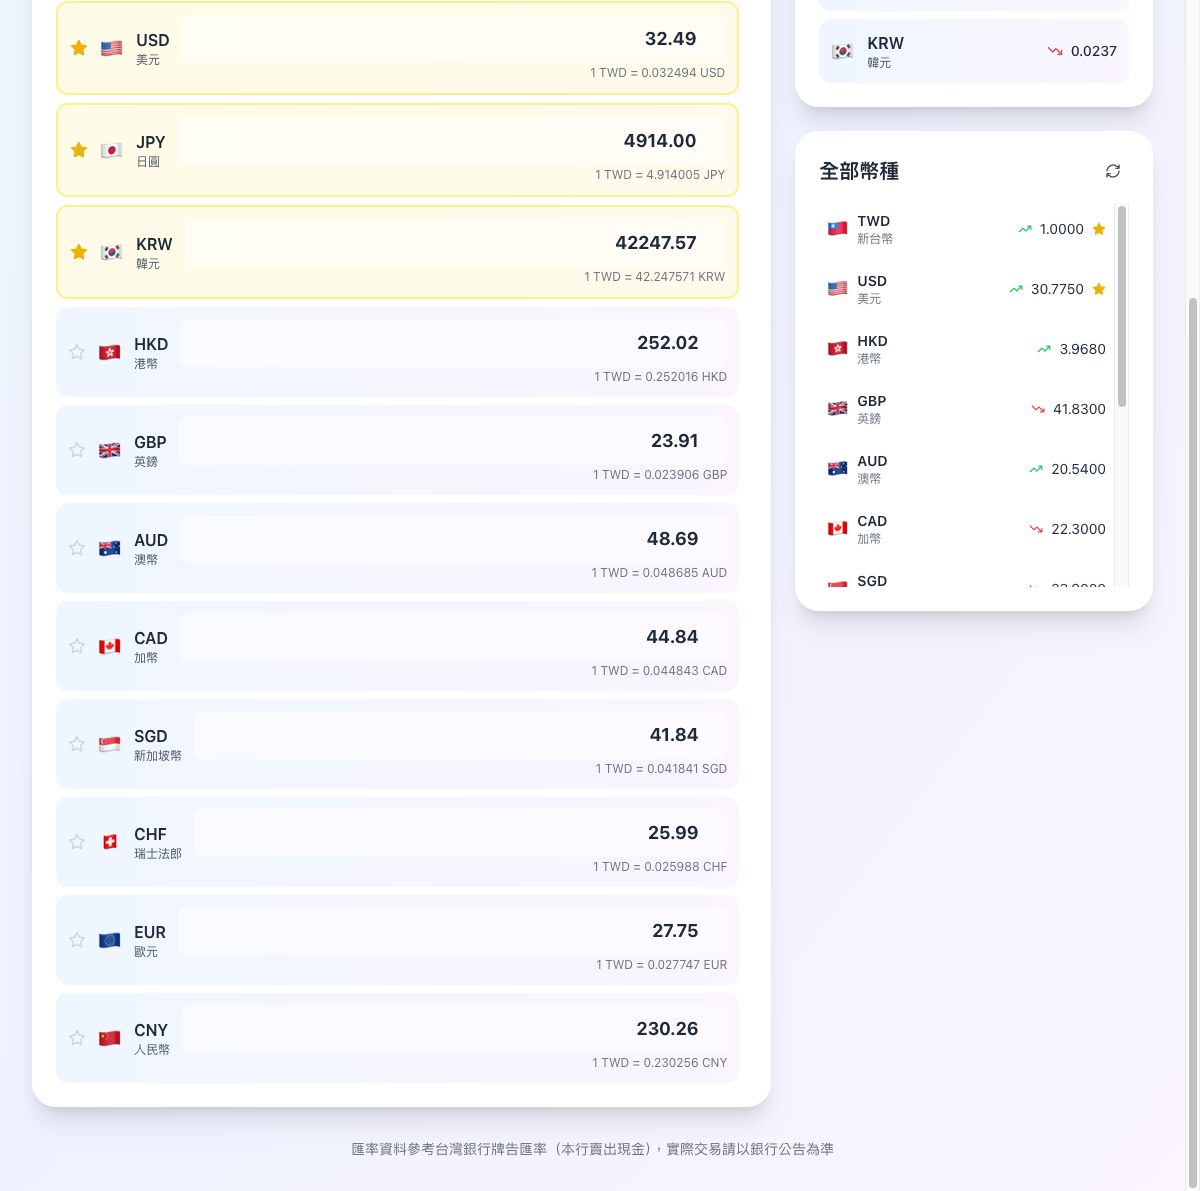 USD
美元
32.49
1 TWD = 0.032494 USD
JPY
日圓
4914.00
1 TWD = 4.914005 JPY
KRW
韓元
42247.57
1 TWD = 42.247571 KRW
HKD
港幣
252.02
1 TWD = 0.252016 HKD
GBP
英鎊
23.91
1 TWD = 0.023906 GBP
AUD
澳幣
48.69
1 TWD = 0.048685 AUD
CAD
加幣
44.84
1 TWD = 0.044843 CAD
SGD
新加坡幣
41.84
1 TWD = 0.041841 SGD
CHF
瑞士法郎
25.99
1 TWD = 0.025988 CHF
EUR
歐元
27.75
1 TWD = 0.027747 EUR
CNY
人民幣
230.26
1 TWD = 0.230256 CNY
KRW
韓元
0.0237
全部幣種
TWD
新台幣
1.0000
USD
美元
30.7750
HKD
港幣
3.9680
GBP
英鎊
41.8300
AUD
澳幣
20.5400
CAD
加幣
22.3000
SGD
匯率資料參考台灣銀行牌告匯率（本行賣出現金），實際交易請以銀行公告為準